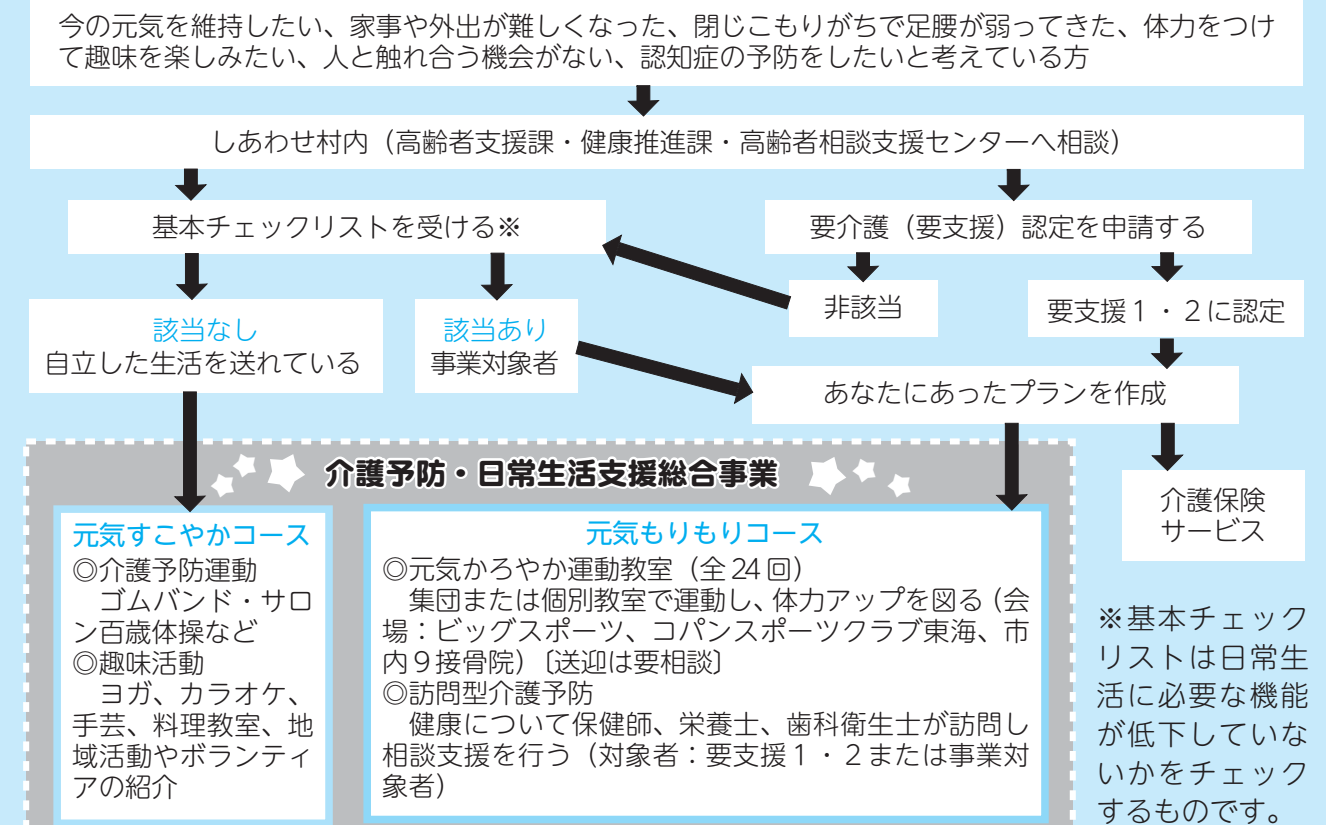 今の元気を維持したい、家事や外出が難しくなった、閉じこもりがちで足腰が弱ってきた、体力をつけ
て趣味を楽しみたい、人と触れ合う機会がない、認知症の予防をしたいと考えている方
しあわせ村内（高齢者支援課・健康推進課・高齢者相談支援センターへ相談）
基本チェックリストを受ける※
要介護（要支援）認定を申請する
非該当
要支援１・２に認定
該当なし
自立した生活を送れている
該当あり
事業対象者
あなたにあったプランを作成
介護予防・日常生活支援総合事業
介護保険
サービス
元気すこやかコース
◎介護予防運動
ゴムバンド・サロ
ン百歳体操など
◎趣味活動
ヨガ、カラオケ、
手芸、料理教室、地
域活動やボランティ
アの紹介
元気もりもりコース
◎元気かろやか運動教室（全24回）
集団または個別教室で運動し、体力アップを図る（会
場：ビッグスポーツ、コパンスポーツクラブ東海、市
内９接骨院）〔送迎は要相談〕
◎訪問型介護予防
健康について保健師、栄養士、歯科衛生士が訪問し
相談支援を行う（対象者：要支援１・２または事業対
象者）
※基本チェック
リストは日常生
活に必要な機能
が低下していな
いかをチェック
するものです。